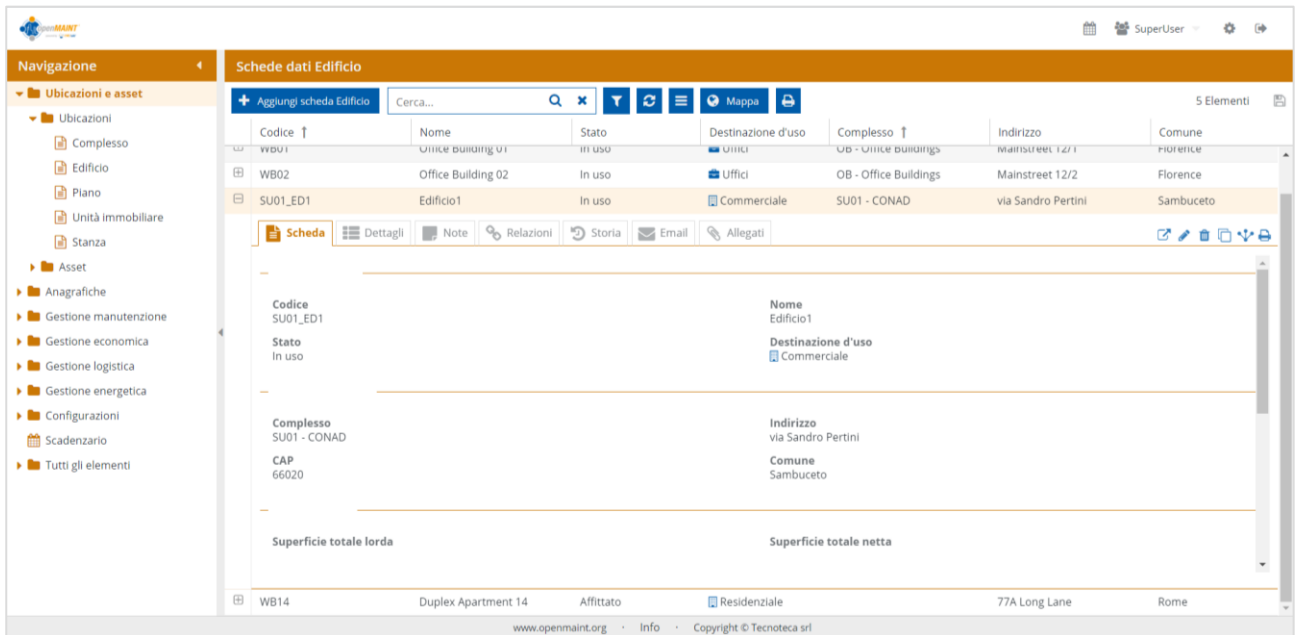 openMAINT
SuperUser
Navigazione
Schede dati Edificio
Ubicazioni e asset
Ubicazioni
Complesso
Edificio
Piano
Unità immobiliare
Stanza
Asset
Anagrafiche
Gestione manutenzione
Gestione economica
Gestione logistica
Gestione energetica
Configurazioni
Scadenzario
Tutti gli elementi
Aggiungi scheda Edificio Cerca... Mappa 5 Elementi
Codice Nome Stato Destinazione d'uso Complesso Indirizzo Comune
WB01 Office Building 01 In uso Uffici OB - Office Buildings Mainstreet 12/1 Florence
WB02 Office Building 02 In uso Uffici OB - Office Buildings Mainstreet 12/2 Florence
SU01_ED1 Edificio1 In uso Commerciale SU01 - CONAD via Sandro Pertini Sambuceto
Scheda Dettagli Note Relazioni Storia Email Allegati
Codice Nome
SU01_ED1 Edificio1
Stato Destinazione d'uso
In uso Commerciale
Complesso Indirizzo
SU01 - CONAD via Sandro Pertini
CAP Comune
66020 Sambuceto
Superficie totale lorda Superficie totale netta
WB14 Duplex Apartment 14 Affittato Residenziale 77A Long Lane Rome
www.openmaint.org · Info · Copyright © Tecnoteca srl